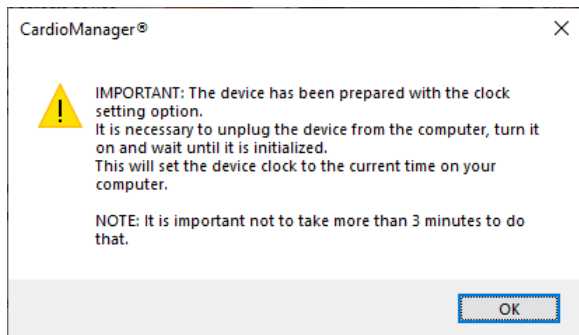 CardioManager®
IMPORTANT: The device has been prepared with the clock
setting option.
It is necessary to unplug the device from the computer, turn it
on and wait until it is initialized.
This will set the device clock to the current time on your
computer.
NOTE: It is important not to take more than 3 minutes to do
that.
OK